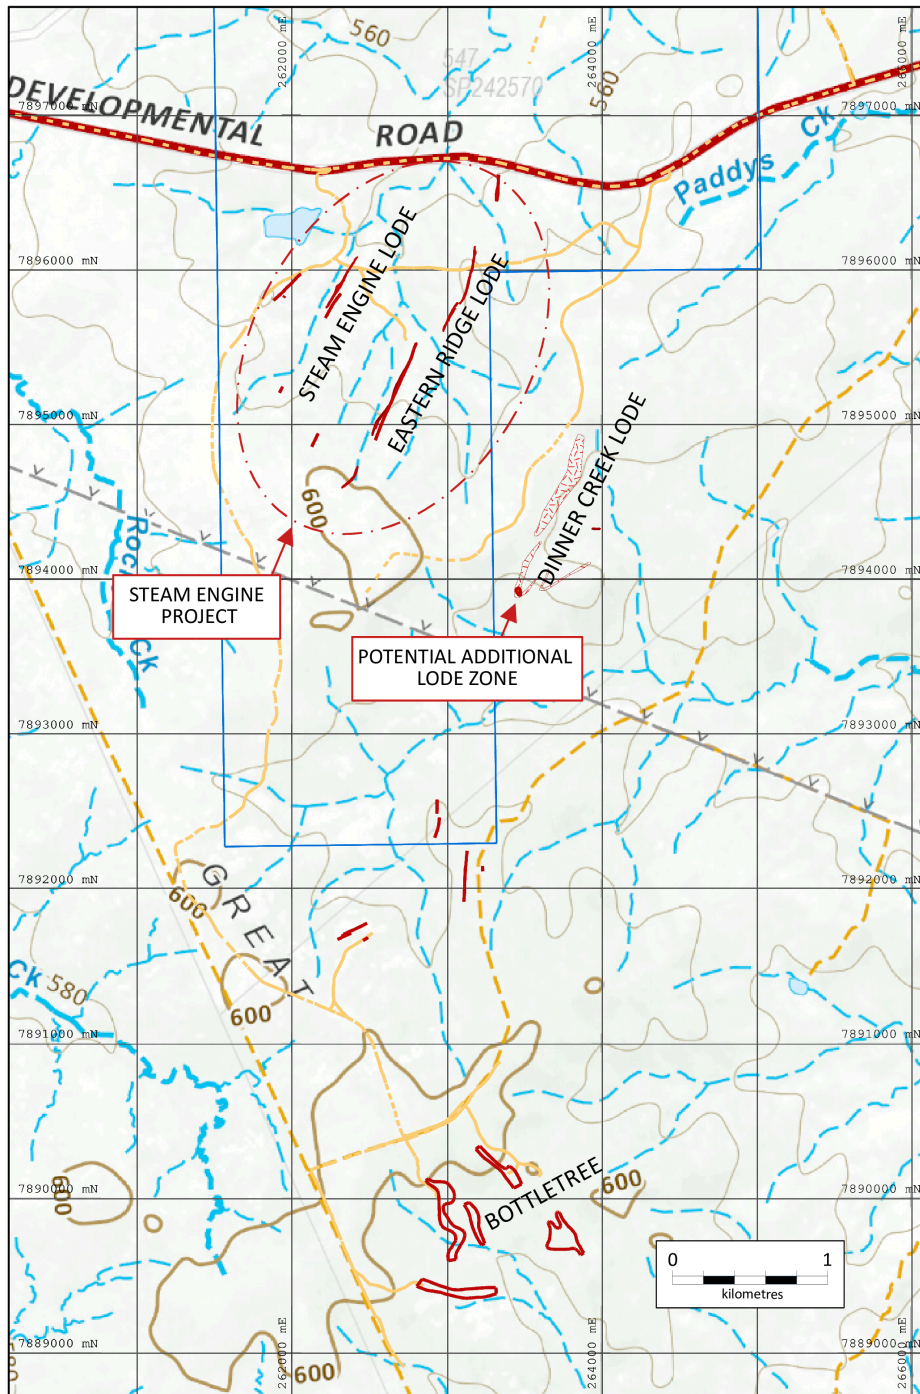 560
547
SP242570
262000 mE
264000 mE
560
DEVELOPMENTAL
ROAD
7897000 mN
7897000 mN
Paddys Ck
7896000 mN
7896000 mN
STEAM ENGINE LODE
EASTERN RIDGE LODE
7895000 mN
7895000 mN
DINNER CREEK LODE
600
Roc
CK
7894000 mN
7894000 mN
STEAM ENGINE
PROJECT
POTENTIAL ADDITIONAL
LODE ZONE
7893000 mN
7893000 mN
7892000 mN
7892000 mN
GREAT
600
Ck
580
600
7891000 mN
7891000 mN
600
7890000 mN
7890000 mN
BOTTLETREE
600
0
1
kilometres
7889000 mN
7889000 mN
262000 mE
264000 mE
600